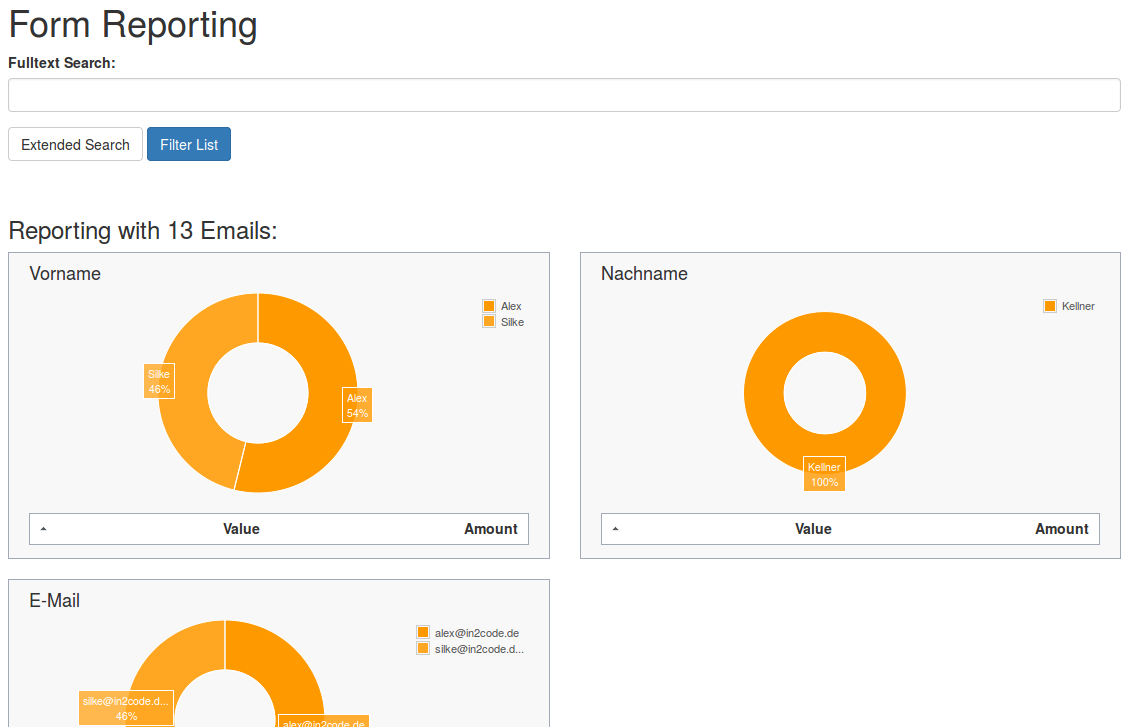 Form Reporting
Fulltext Search:
Extended Search
Filter List
Reporting with 13 Emails:
Vorname
Alex
Silke
Silke
46%
Alex
54%
Value
Amount
Nachname
Kellner
Kellner
100%
Value
Amount
E-Mail
alex@in2code.de
silke@in2code.d...
silke@in2code.d...
46%
alex@in2code.de